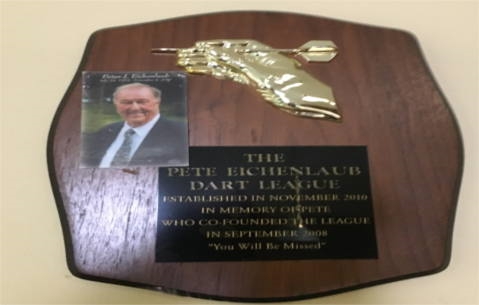 Peter J. Eichenlaub
THE
PETE EICHENLAUB
DART LEAGUE
ESTABLISHED IN NOVEMBER 2010
IN MEMORY OF PETE
WHO CO-FOUNDED THE LEAGUE
IN SEPTEMBER 2008
"You Will Be Missed"